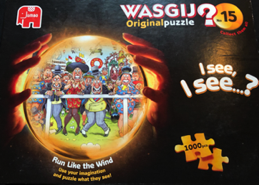 Jumbo
WASGIJ?
Original puzzle
No 15
I see,
I see...?
1000
Run Like the Wind
Use your imagination
and puzzle what they see!